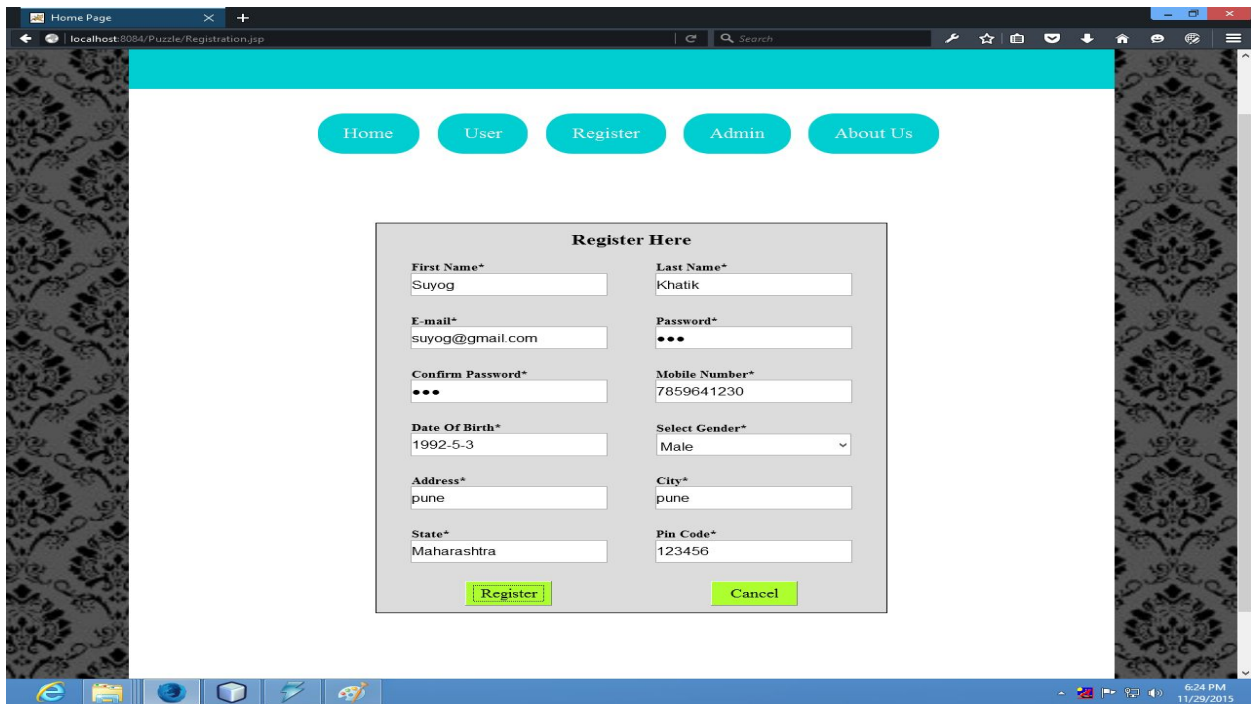 Home Page
localhost:8084/Puzzle/Registration.jsp
Search
Home User Register Admin About Us
Register Here
First Name* Last Name*
Suyog Khatik
E-mail* Password*
suyog@gmail.com •••
Confirm Password* Mobile Number*
••• 7859641230
Date Of Birth* Select Gender*
1992-5-3 Male
Address* City*
pune pune
State* Pin Code*
Maharashtra 123456
Register Cancel
6:24 PM
11/29/2015